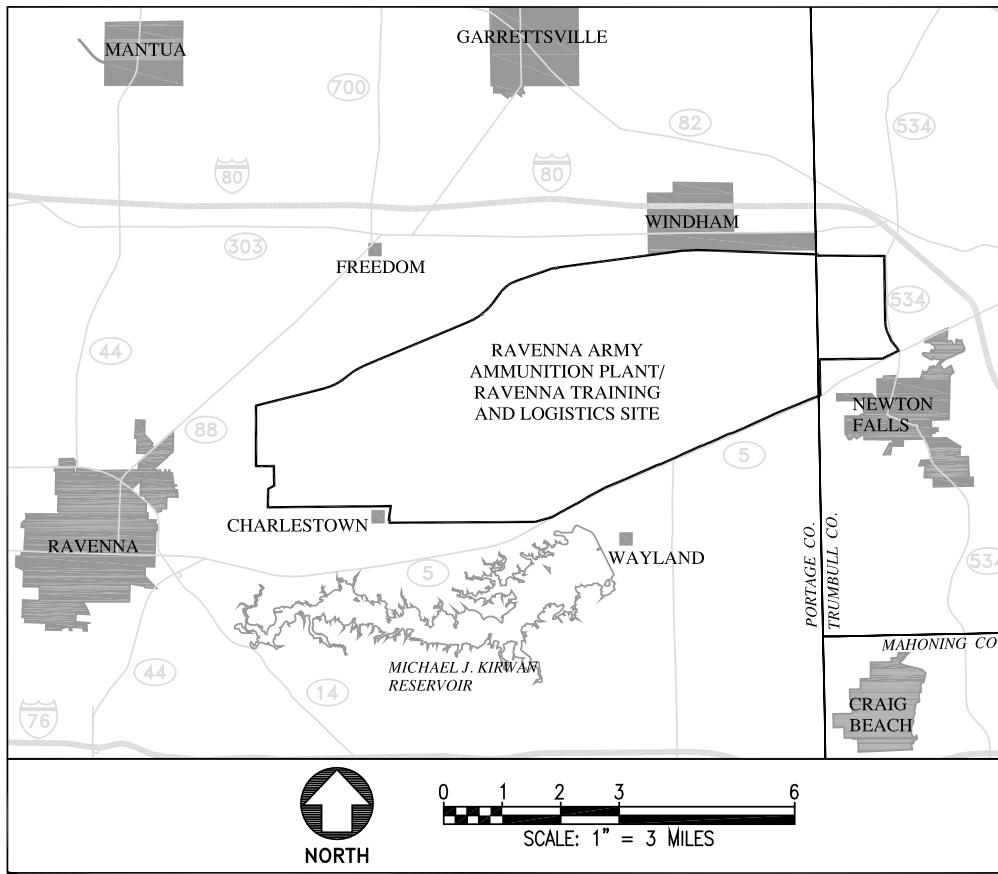 MANTUA
GARRETTSVILLE
700
82
534
80
80
WINDHAM
303
FREEDOM
534
44
RAVENNA ARMY
AMMUNITION PLANT/
RAVENNA TRAINING
AND LOGISTICS SITE
NEWTON
FALLS
88
5
CHARLESTOWN
RAVENNA
WAYLAND
5
PORTAGE CO.
TRUMBULL CO.
534
MAHONING CO
MICHAEL J. KIRWAN
RESERVOIR
44
14
76
CRAIG
BEACH
0 1 2 3 6
SCALE: 1" = 3 MILES
NORTH